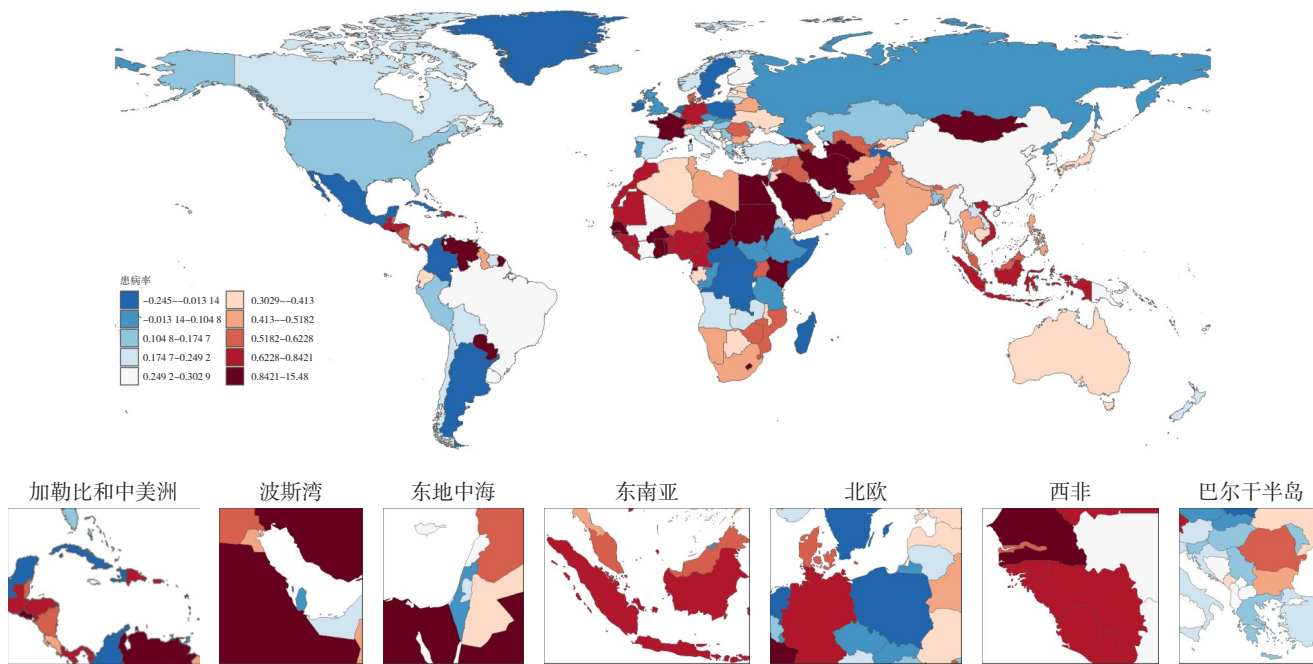 患病率
-0.245--0.013 14
-0.013 14-0.104 8
0.104 8-0.174 7
0.174 7-0.249 2
0.249 2-0.302 9
0.3029--0.413
0.413--0.5182
0.5182-0.6228
0.6228-0.8421
0.8421-15.48
加勒比和中美洲
波斯湾
东地中海
东南亚
北欧
西非
巴尔干半岛